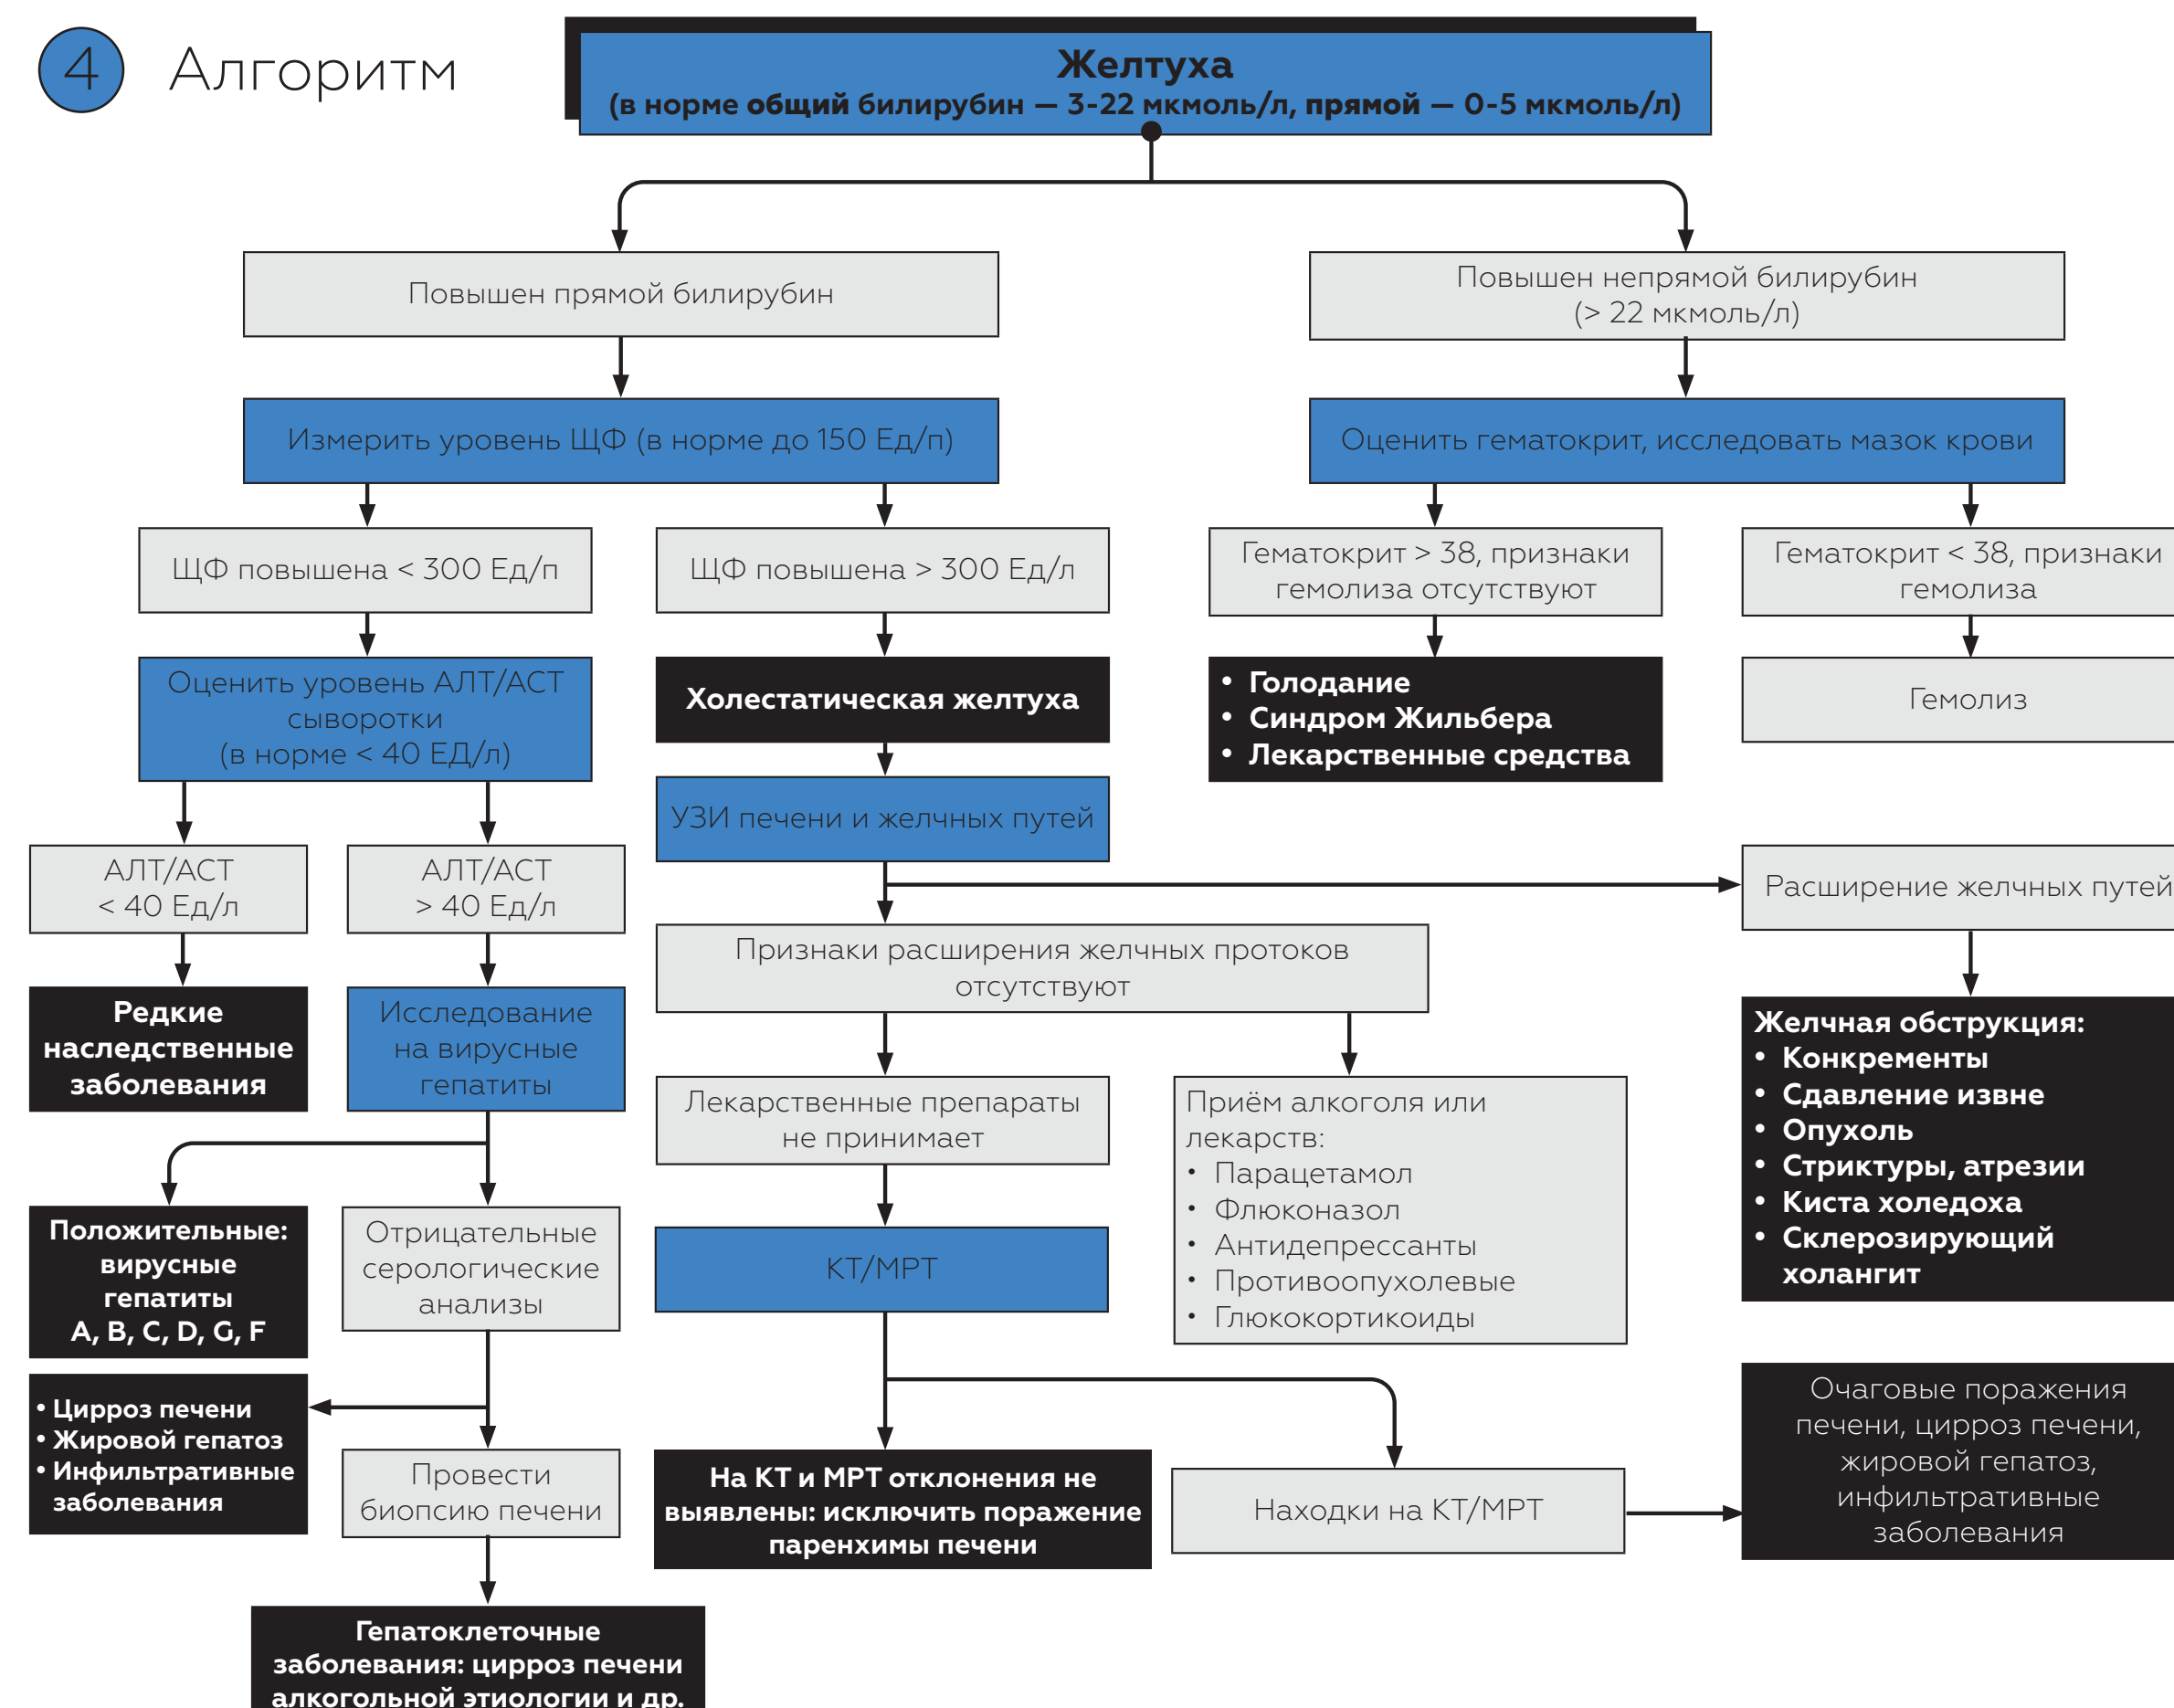 4 Алгоритм
Желтуха
(в норме общий билирубин — 3-22 мкмоль/л, прямой — 0-5 мкмоль/л)
Повышен прямой билирубин
Повышен непрямой билирубин
(> 22 мкмоль/л)
Измерить уровень ЩФ (в норме до 150 Ед/п)
Оценить гематокрит, исследовать мазок крови
ЩФ повышена < 300 Ед/п
ЩФ повышена > 300 Ед/л
Гематокрит > 38, признаки
гемолиза отсутствуют
Гематокрит < 38, признаки
гемолиза
Оценить уровень АЛТ/АСТ
сыворотки
(в норме < 40 ЕД/л)
Холестатическая желтуха
• Голодание
• Синдром Жильбера
• Лекарственные средства
Гемолиз
УЗИ печени и желчных путей
АЛТ/АСТ
< 40 Ед/л
АЛТ/АСТ
> 40 Ед/л
Расширение желчных путей
Признаки расширения желчных протоков
отсутствуют
Редкие
наследственные
заболевания
Исследование
на вирусные
гепатиты
Лекарственные препараты
не принимает
Приём алкоголя или
лекарств:
• Парацетамол
• Флюконазол
• Антидепрессанты
• Противоопухолевые
• Глюкокортикоиды
Желчная обструкция:
• Конкременты
• Сдавление извне
• Опухоль
• Стриктуры, атрезии
• Киста холедоха
• Склерозирующий
холангит
Положительные:
вирусные
гепатиты
A, B, C, D, G, F
Отрицательные
серологические
анализы
КТ/МРТ
• Цирроз печени
• Жировой гепатоз
• Инфильтративные
заболевания
Провести
биопсию печени
На КТ и МРТ отклонения не
выявлены: исключить поражение
паренхимы печени
Находки на КТ/МРТ
Очаговые поражения
печени, цирроз печени,
жировой гепатоз,
инфильтративные
заболевания
Гепатоклеточные
заболевания: цирроз печени
алкогольной этиологии и др.